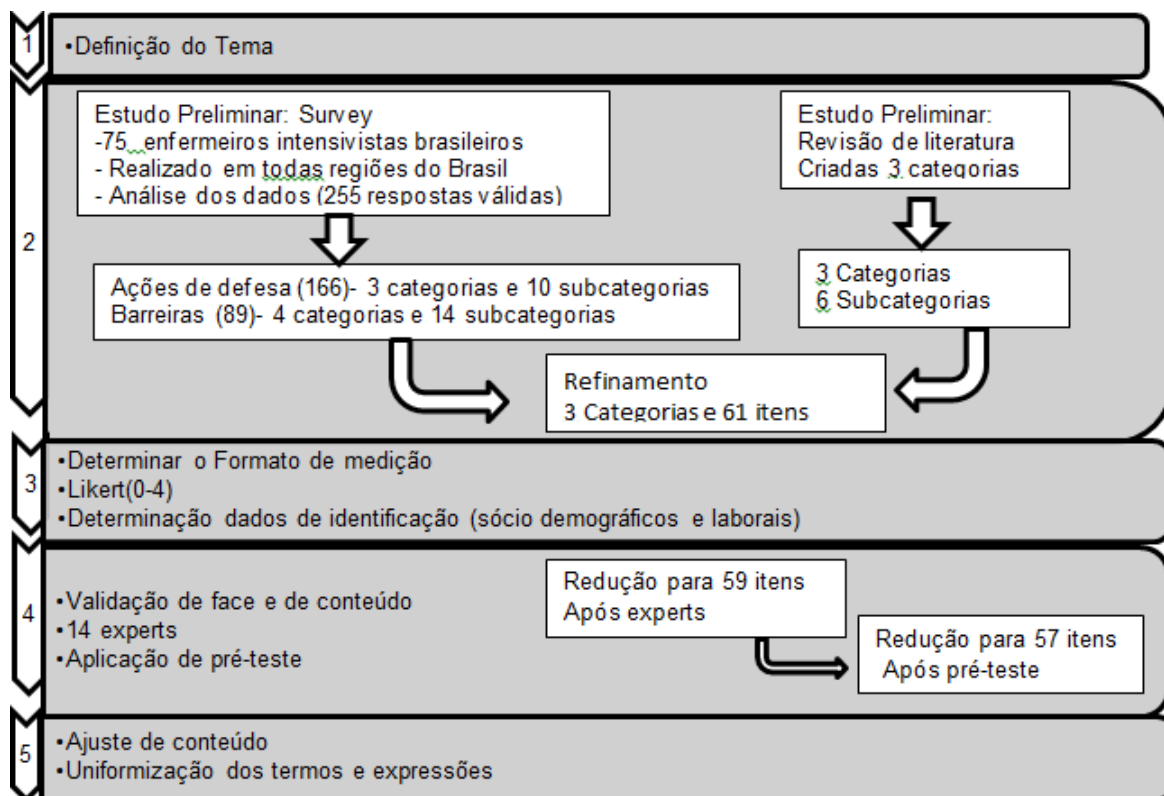 1
•Definição do Tema
2
Estudo Preliminar: Survey
-75 enfermeiros intensivistas brasileiros
- Realizado em todas regiões do Brasil
- Análise dos dados (255 respostas válidas)
Estudo Preliminar:
Revisão de literatura
Criadas 3 categorias
Ações de defesa (166)- 3 categorias e 10 subcategorias
Barreiras (89)- 4 categorias e 14 subcategorias
3 Categorias
6 Subcategorias
Refinamento
3 Categorias e 61 itens
3
•Determinar o Formato de medição
•Likert(0-4)
•Determinação dados de identificação (sócio demográficos e laborais)
4
•Validação de face e de conteúdo
•14 experts
•Aplicação de pré-teste
Redução para 59 itens
Após experts
Redução para 57 itens
Após pré-teste
5
•Ajuste de conteúdo
•Uniformização dos termos e expressões